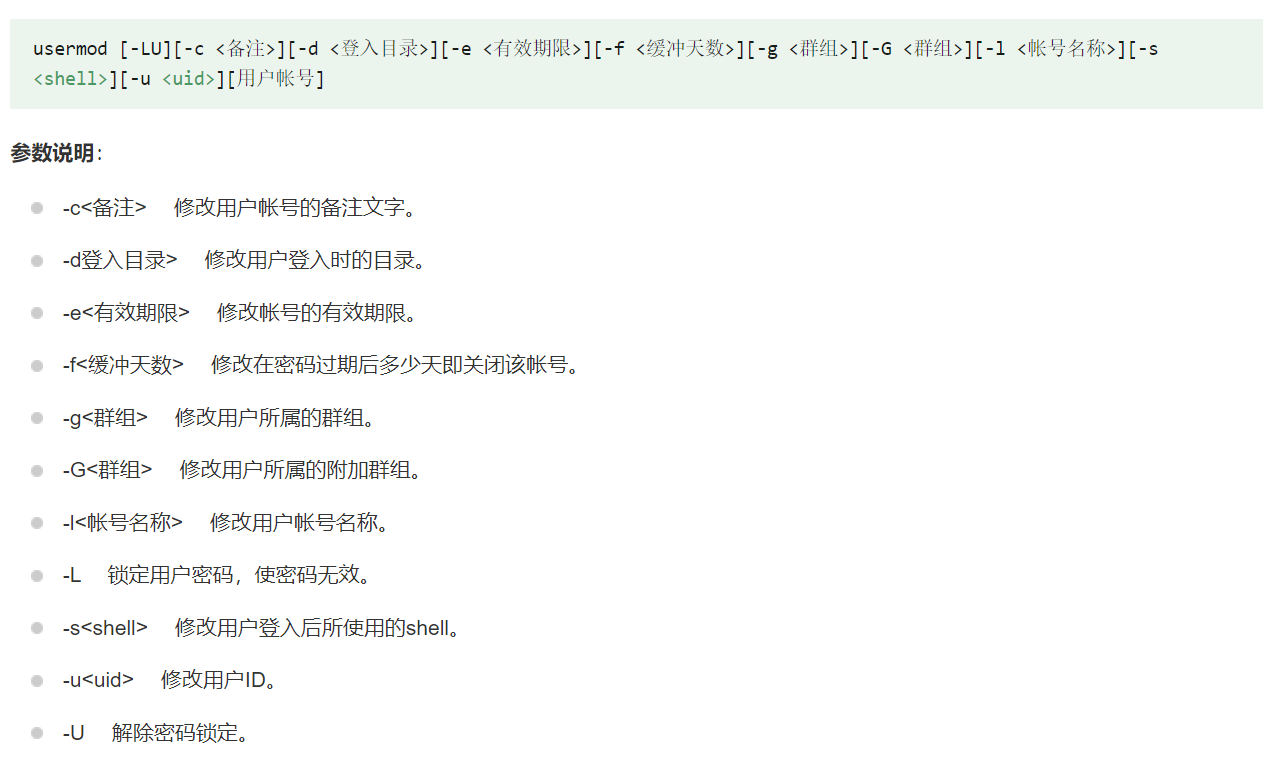 usermod [-LU][-c <备注>][-d <登入目录>][-e <有效期限>][-f <缓冲天数>][-g <群组>][-G <群组>][-l <帐号名称>][-s
<shell>][-u <uid>][用户帐号]
参数说明:
-c<备注> 修改用户帐号的备注文字。
-d登入目录> 修改用户登入时的目录。
-e<有效期限> 修改帐号的有效期限。
-f<缓冲天数> 修改在密码过期后多少天即关闭该帐号。
-g<群组> 修改用户所属的群组。
-G<群组> 修改用户所属的附加群组。
-l<帐号名称> 修改用户帐号名称。
-L 锁定用户密码，使密码无效。
-s<shell> 修改用户登入后所使用的shell。
-u<uid> 修改用户ID。
-U 解除密码锁定。